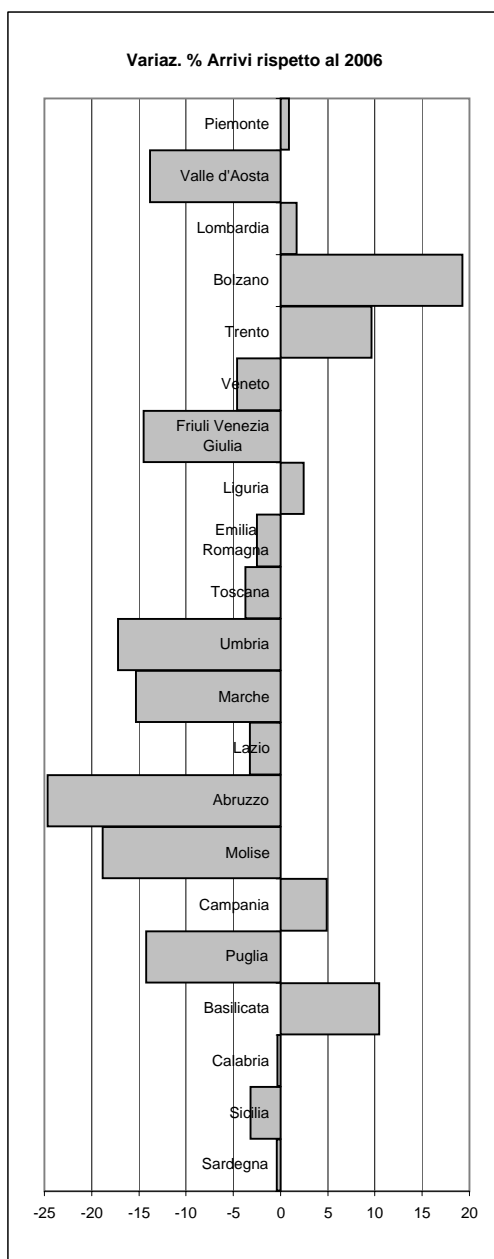 Variaz. % Arrivi rispetto al 2006
Piemonte
Valle d'Aosta
Lombardia
Bolzano
Trento
Veneto
Friuli Venezia
Giulia
Liguria
Emilia
Romagna
Toscana
Umbria
Marche
Lazio
Abruzzo
Molise
Campania
Puglia
Basilicata
Calabria
Sicilia
Sardegna
-25 -20 -15 -10 -5 0 5 10 15 20